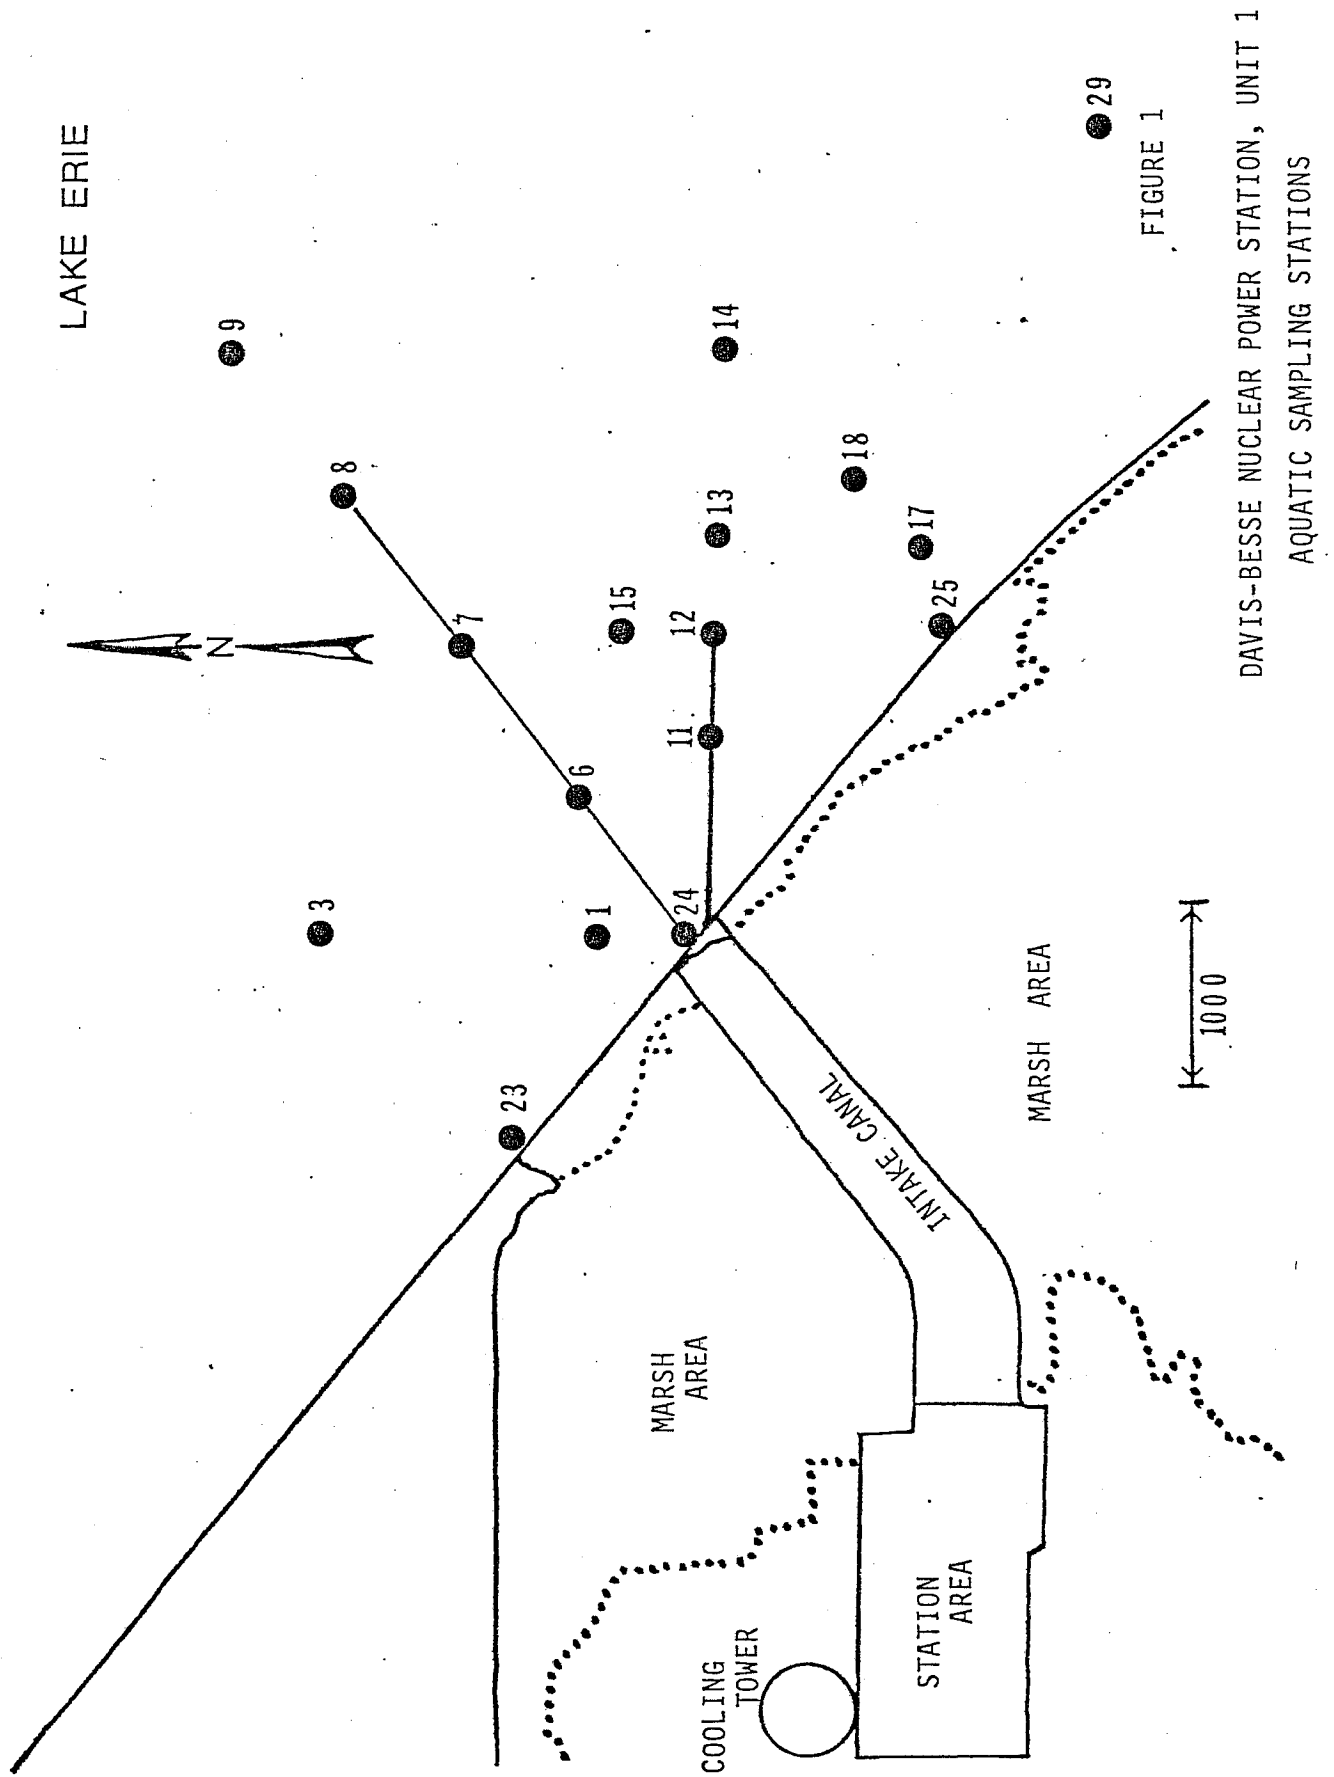 LAKE ERIE
N
9
8
7
6
3
1
24
23
15
11
12
13
14
18
17
25
29
INTAKE CANAL
MARSH
AREA
MARSH AREA
COOLING
TOWER
STATION
AREA
1000
FIGURE 1
DAVIS-BESSE NUCLEAR POWER STATION, UNIT 1
AQUATIC SAMPLING STATIONS